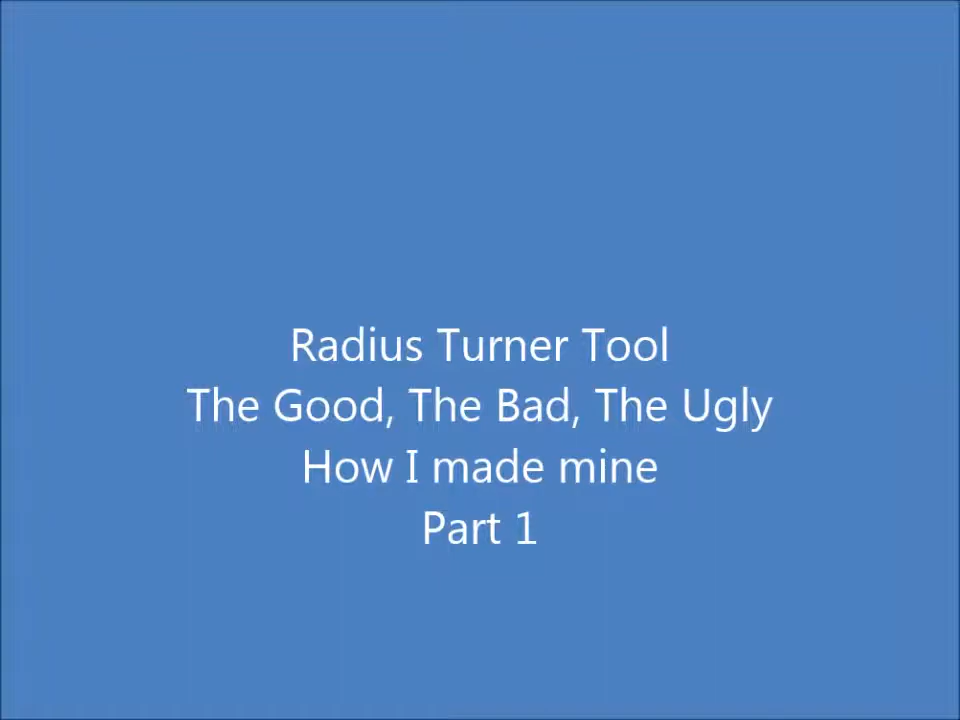 Radius Turner Tool
The Good, The Bad, The Ugly
How I made mine
Part 1